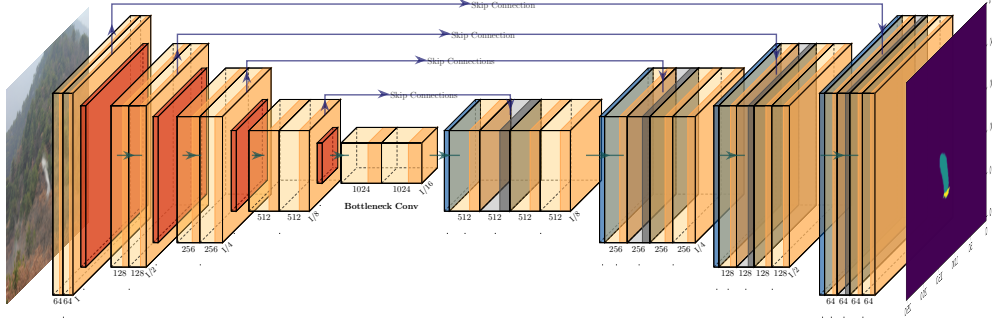 Skip Connection
Skip Connection
Skip Connections
Skip Connections
64 64 1
128 128 1/2
256 256 1/4
512 512 1/8
1024 1024 1/16
Bottleneck Conv
512 512 512 512 1/8
256 256 256 256 1/4
128 128 128 128 1/2
64 64 64 64